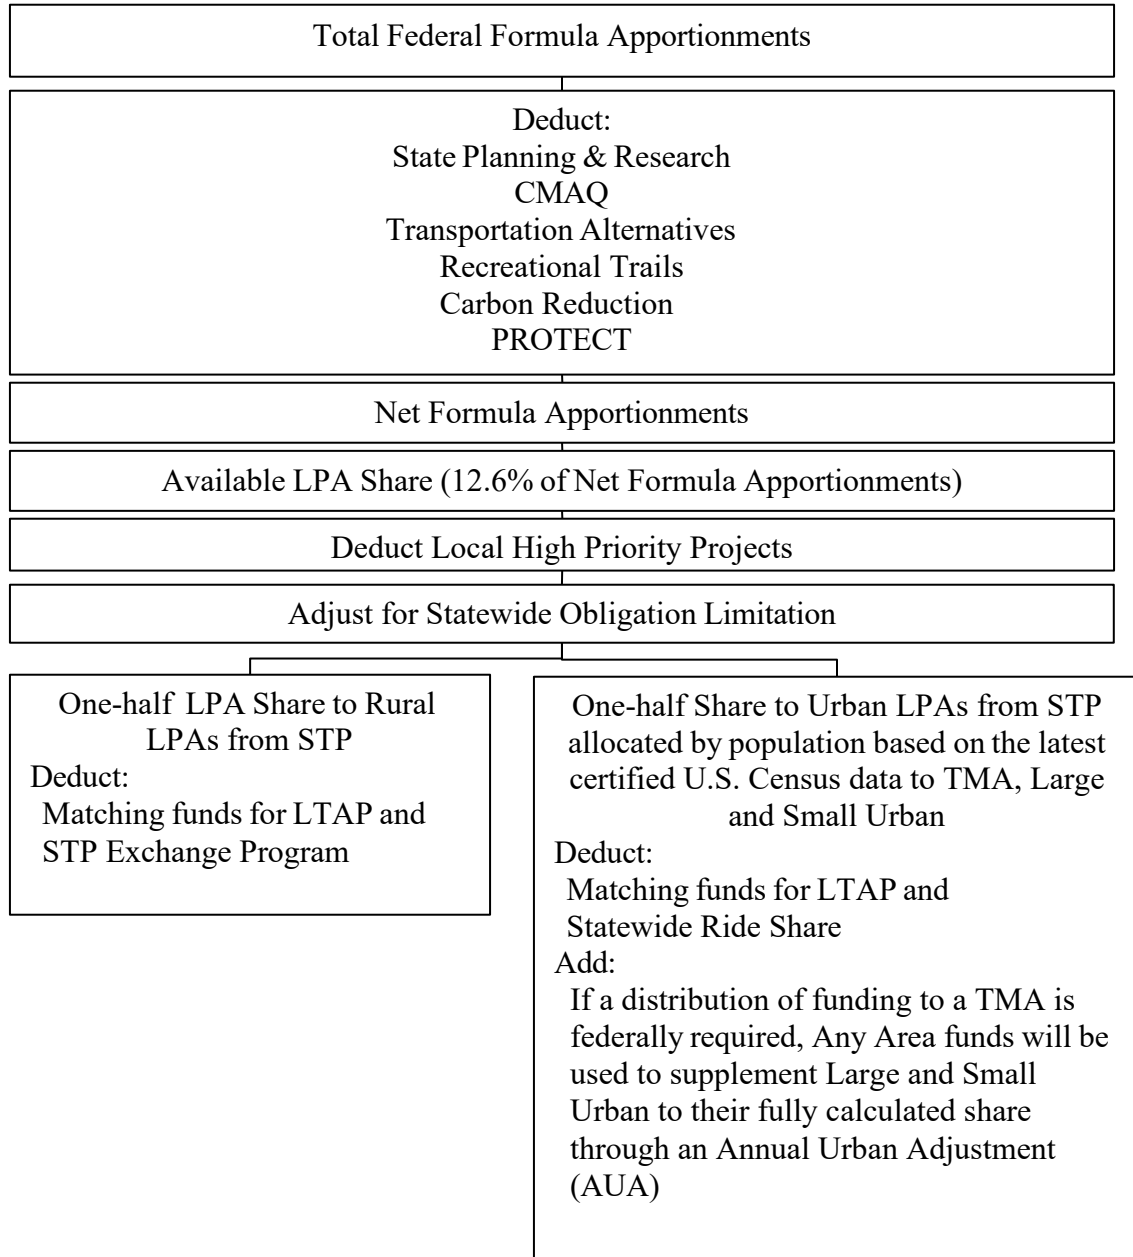 Total Federal Formula Apportionments
Deduct:
State Planning & Research
CMAQ
Transportation Alternatives
Recreational Trails
Carbon Reduction
PROTECT
Net Formula Apportionments
Available LPA Share (12.6% of Net Formula Apportionments)
Deduct Local High Priority Projects
Adjust for Statewide Obligation Limitation
One-half LPA Share to Rural
LPAs from STP
Deduct:
Matching funds for LTAP and
STP Exchange Program
One-half Share to Urban LPAs from STP
allocated by population based on the latest
certified U.S. Census data to TMA, Large
and Small Urban
Deduct:
Matching funds for LTAP and
Statewide Ride Share
Add:
If a distribution of funding to a TMA is
federally required, Any Area funds will be
used to supplement Large and Small
Urban to their fully calculated share
through an Annual Urban Adjustment
(AUA)